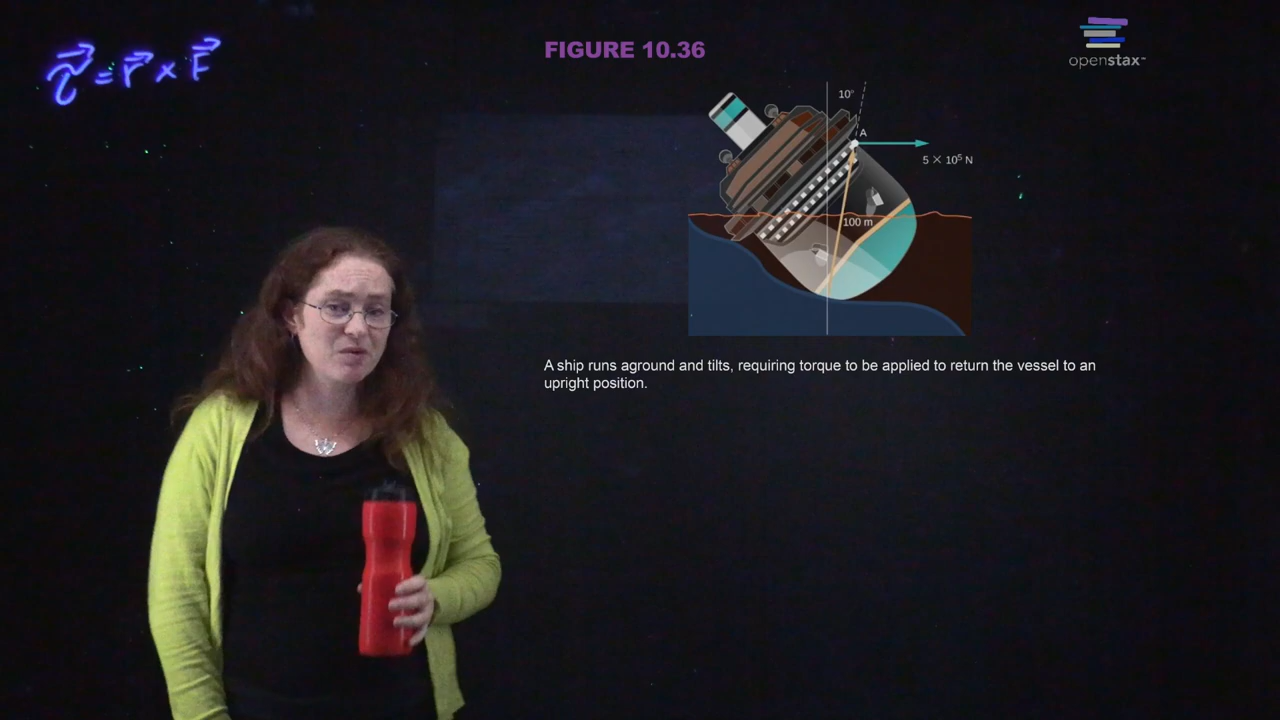 τ⃗ = r⃗ × F⃗
FIGURE 10.36
openstax™
10°
A
5 × 10⁵ N
100 m
A ship runs aground and tilts, requiring torque to be applied to return the vessel to an
upright position.